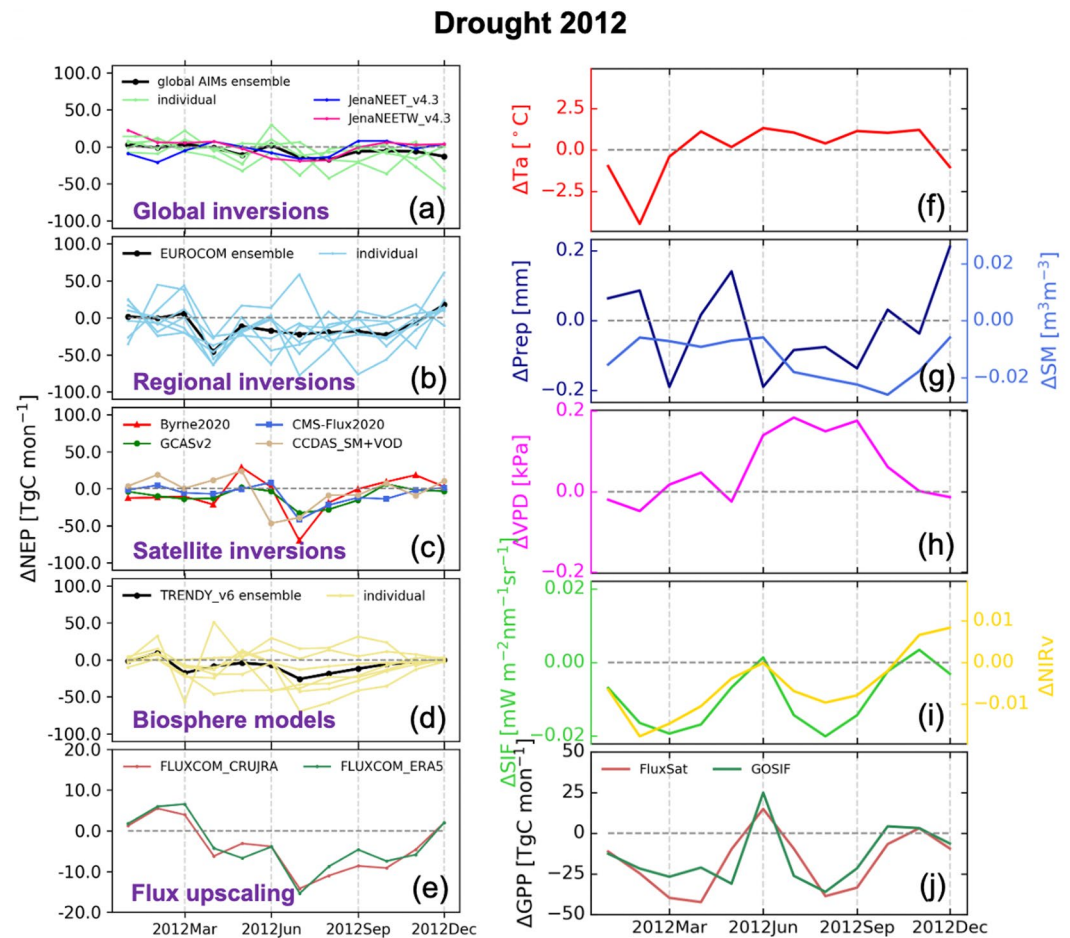 Drought 2012
ΔNEP [TgC mon⁻¹]
100.0
50.0
0.0
-50.0
-100.0
global AIMs ensemble
individual
JenaNEET_v4.3
JenaNEETW_v4.3
Global inversions
(a)
100.0
50.0
0.0
-50.0
-100.0
EUROCOM ensemble
individual
Regional inversions
(b)
100.0
50.0
0.0
-50.0
-100.0
Byrne2020
CMS-Flux2020
GCASv2
CCDAS_SM+VOD
Satellite inversions
(c)
100.0
50.0
0.0
-50.0
-100.0
TRENDY_v6 ensemble
individual
Biosphere models
(d)
20.0
10.0
0.0
-10.0
-20.0
FLUXCOM_CRUJRA
FLUXCOM_ERA5
Flux upscaling
(e)
2012Mar
2012Jun
2012Sep
2012Dec
ΔTa [°C]
2.5
0.0
−2.5
(f)
ΔPrep [mm]
0.2
0.0
−0.2
(g)
0.02
0.00
−0.02
ΔSM [m³m⁻³]
ΔVPD [kPa]
0.2
0.0
−0.2
(h)
ΔSIF [mW m⁻²nm⁻¹sr⁻¹]
0.02
0.00
−0.02
(i)
0.01
0.00
−0.01
ΔNIRv
ΔGPP [TgC mon⁻¹]
50
25
0
−25
−50
FluxSat
GOSIF
(j)
2012Mar
2012Jun
2012Sep
2012Dec